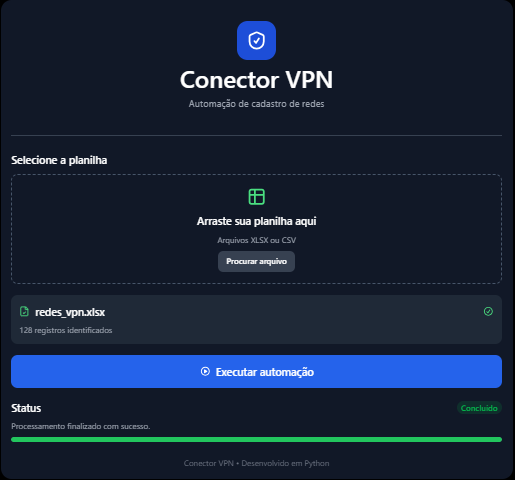 Conector VPN
Automação de cadastro de redes
Selecione a planilha
Arraste sua planilha aqui
Arquivos XLSX ou CSV
Procurar arquivo
redes_vpn.xlsx
128 registros identificados
Executar automação
Status
Concluído
Processamento finalizado com sucesso.
Conector VPN • Desenvolvido em Python